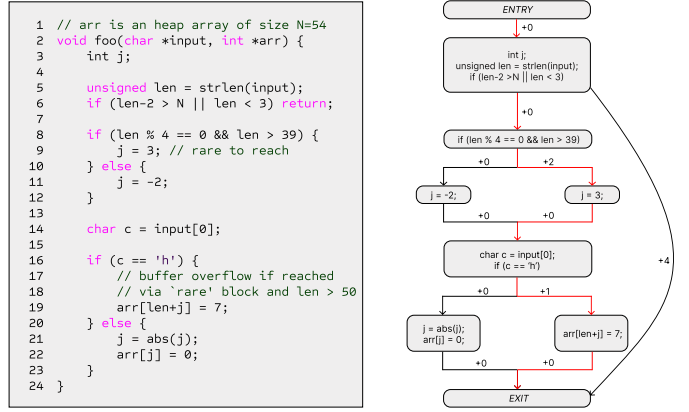 1 // arr is an heap array of size N=54
2 void foo(char *input, int *arr) {
3 int j;
4
5 unsigned len = strlen(input);
6 if (len-2 > N || len < 3) return;
7
8 if (len % 4 == 0 && len > 39) {
9 j = 3; // rare to reach
10 } else {
11 j = -2;
12 }
13
14 char c = input[0];
15
16 if (c == 'h') {
17 // buffer overflow if reached
18 // via `rare' block and len > 50
19 arr[len+j] = 7;
20 } else {
21 j = abs(j);
22 arr[j] = 0;
23 }
24 }
ENTRY
+0
int j;
unsigned len = strlen(input);
if (len-2 >N || len < 3)
+0
if (len % 4 == 0 && len > 39)
+0 +2
j = -2; j = 3;
+0 +0
char c = input[0];
if (c == 'h')
+4
+0 +1
j = abs(j);
arr[j] = 0;
arr[len+j] = 7;
+0 +0
EXIT